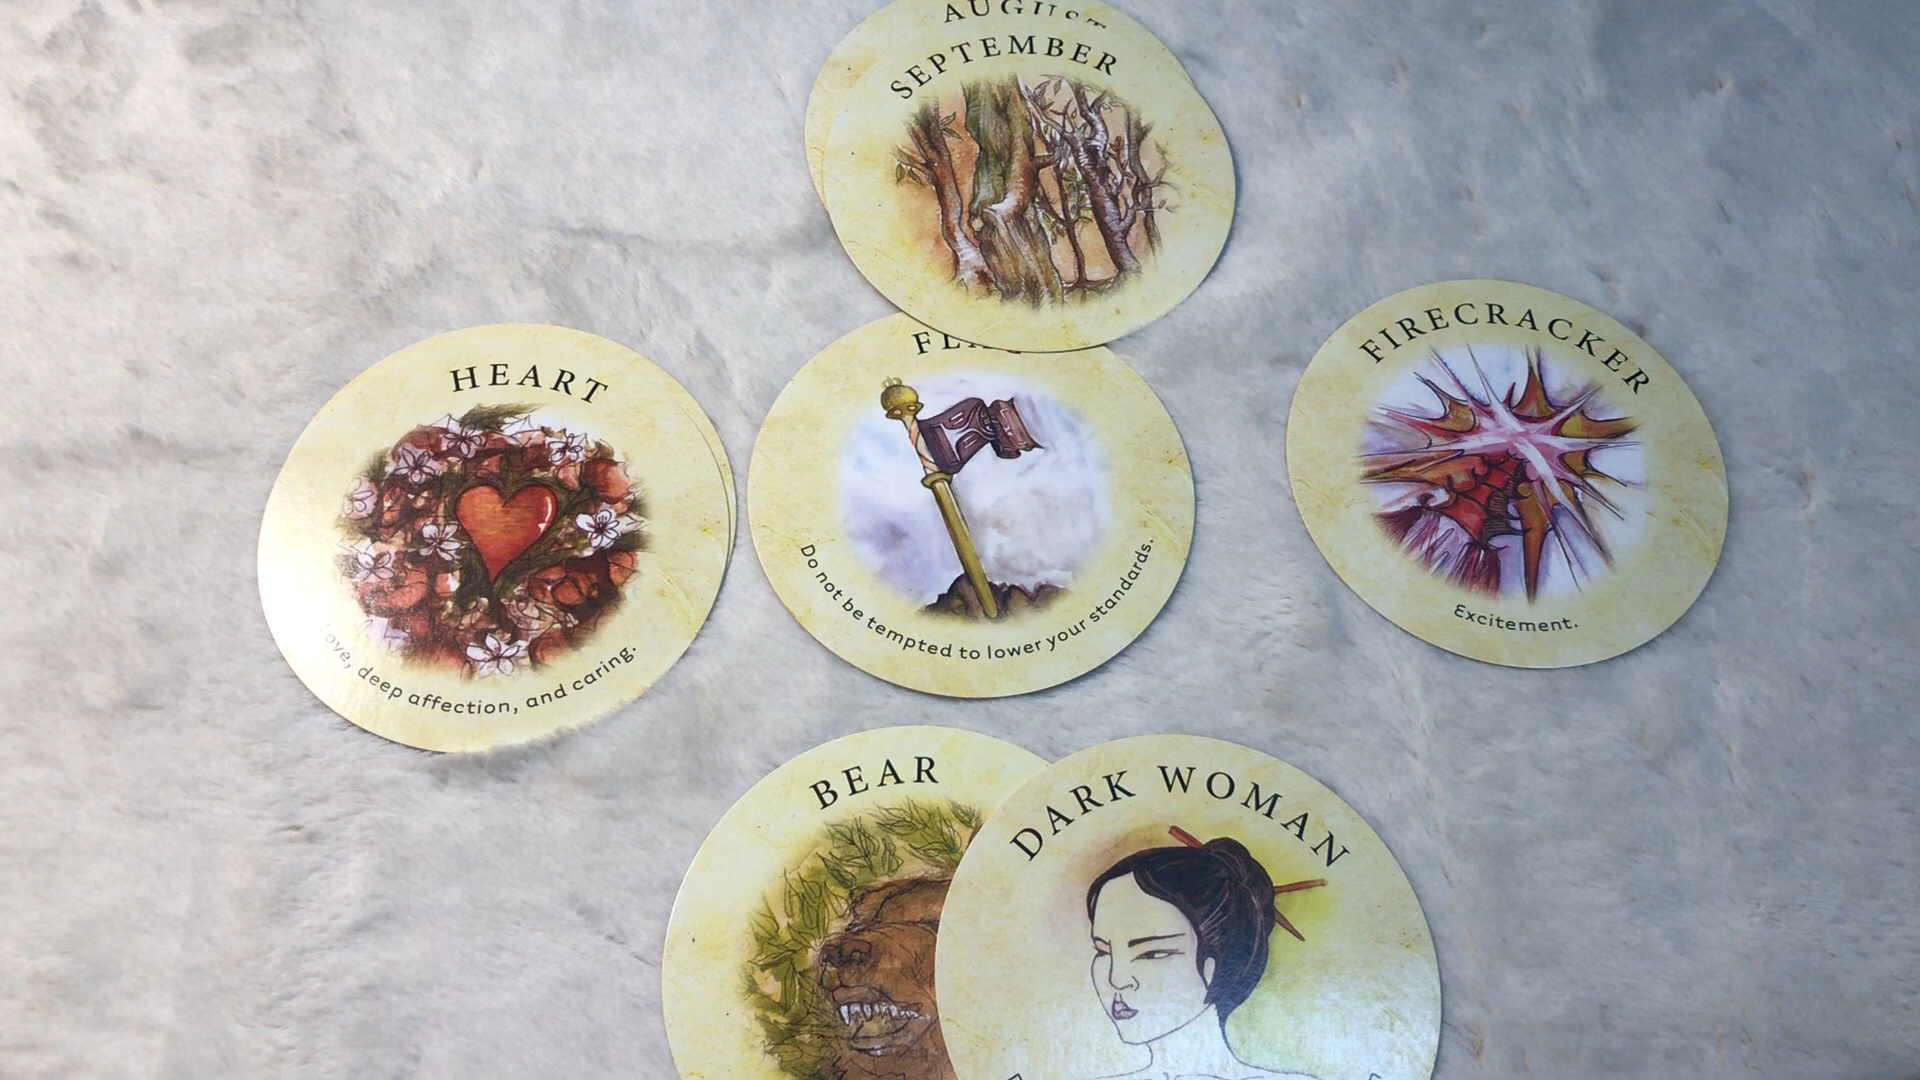 AUGUST
SEPTEMBER
HEART
Love, deep affection, and caring.
Do not be tempted to lower your standards.
FIRECRACKER
Excitement.
BEAR
DARK WOMAN